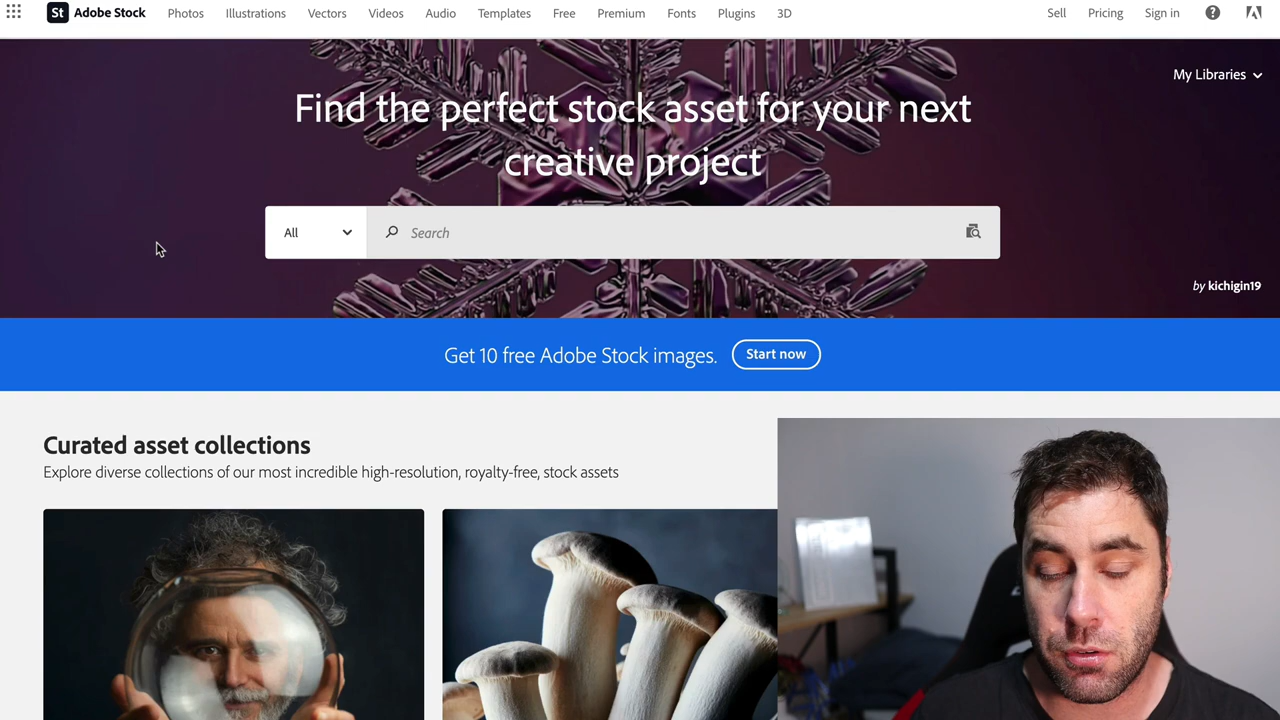 St Adobe Stock Photos Illustrations Vectors Videos Audio Templates Free Premium Fonts Plugins 3D Sell Pricing Sign in ?
My Libraries
Find the perfect stock asset for your next
creative project
All Search
by kichigin19
Get 10 free Adobe Stock images. Start now
Curated asset collections
Explore diverse collections of our most incredible high-resolution, royalty-free, stock assets